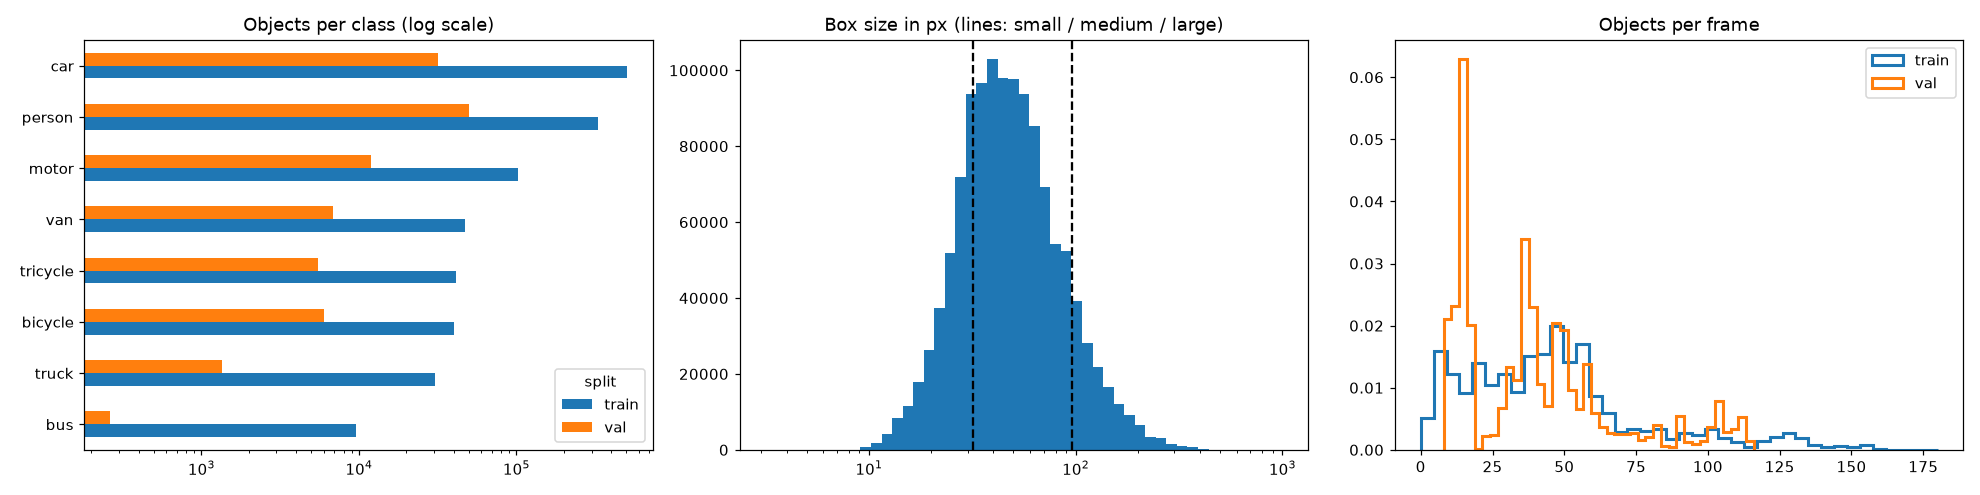 Objects per class (log scale)
car
person
motor
van
tricycle
bicycle
truck
bus
10³
10⁴
10⁵
split
train
val
Box size in px (lines: small / medium / large)
100000
80000
60000
40000
20000
0
10¹
10²
10³
Objects per frame
0.06
0.05
0.04
0.03
0.02
0.01
0.00
0
25
50
75
100
125
150
175
train
val